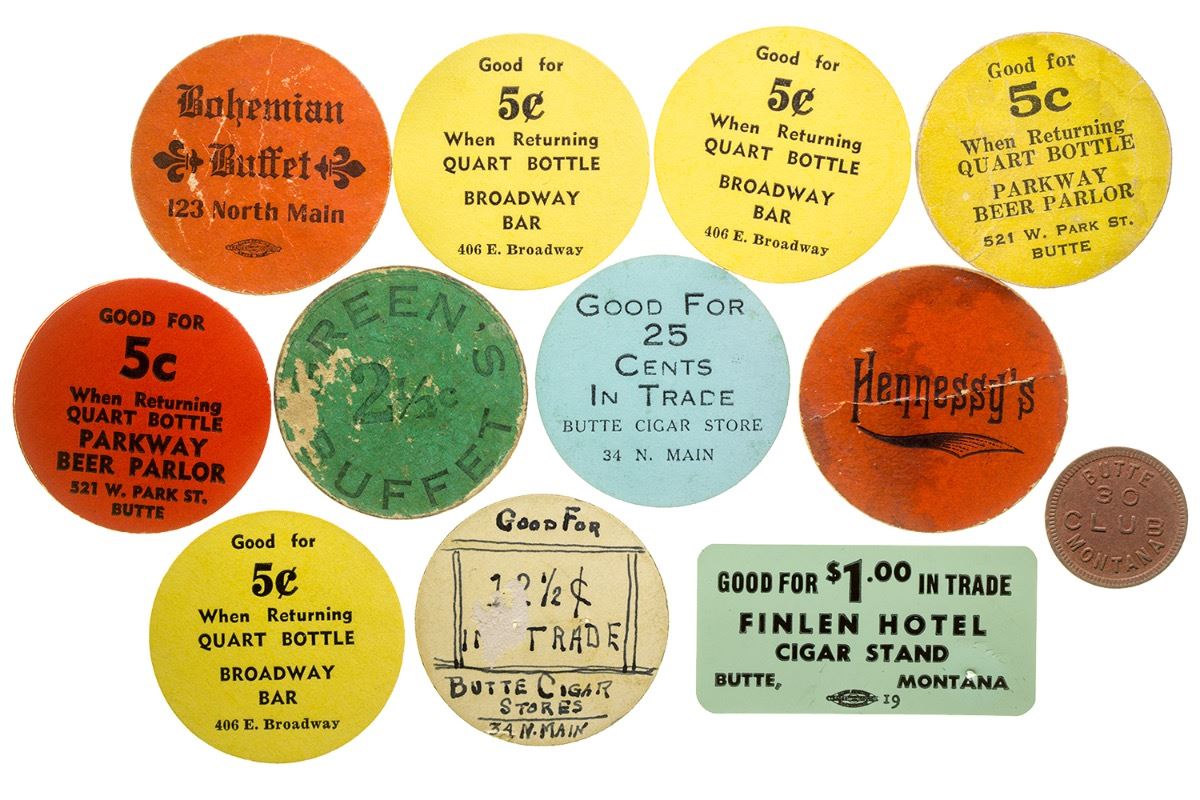 Bohemian
Buffet
123 North Main
Good for
5¢
When Returning
QUART BOTTLE
BROADWAY
BAR
406 E. Broadway
Good for
5¢
When Returning
QUART BOTTLE
BROADWAY
BAR
406 E. Broadway
Good for
5c
When Returning
QUART BOTTLE
PARKWAY
BEER PARLOR
521 W. PARK ST.
BUTTE
GOOD FOR
5c
When Returning
QUART BOTTLE
PARKWAY
BEER PARLOR
521 W. PARK ST.
BUTTE
GREEN'S
2½c
BUFFET
GOOD FOR
25
CENTS
IN TRADE
BUTTE CIGAR STORE
34 N. MAIN
Hennessy's
BUTTE
30
CLUB
MONTANA
Good for
5¢
When Returning
QUART BOTTLE
BROADWAY
BAR
406 E. Broadway
GOOD FOR
12½ ¢
IN TRADE
BUTTE CIGAR
STORES
34 N. MAIN
GOOD FOR $1.00 IN TRADE
FINLEN HOTEL
CIGAR STAND
BUTTE, MONTANA
19